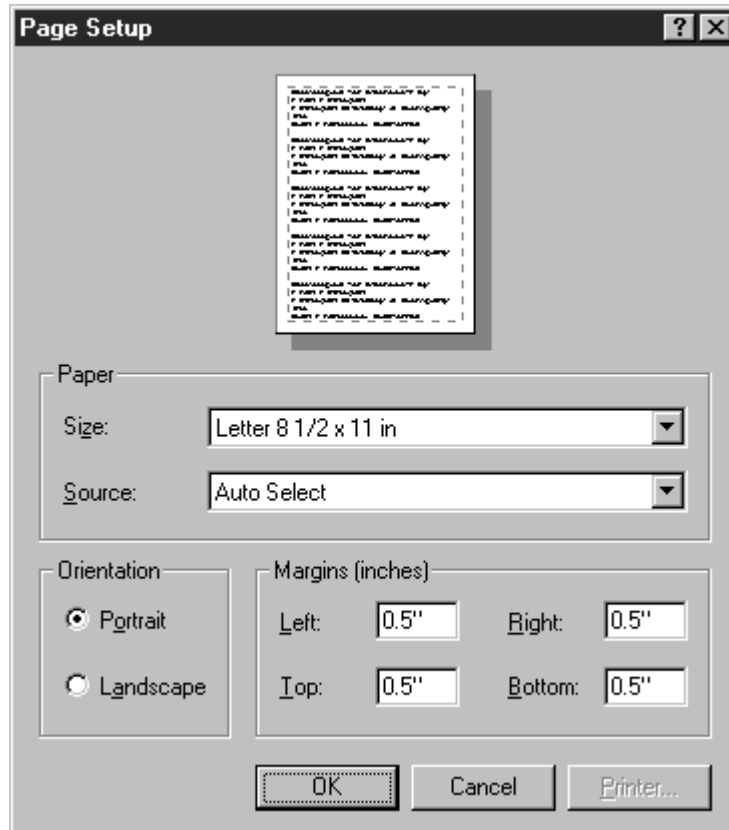 Page Setup
Paper
Size: Letter 8 1/2 x 11 in
Source: Auto Select
Orientation
Portrait
Landscape
Margins (inches)
Left: 0.5" Right: 0.5"
Top: 0.5" Bottom: 0.5"
OK Cancel Printer...